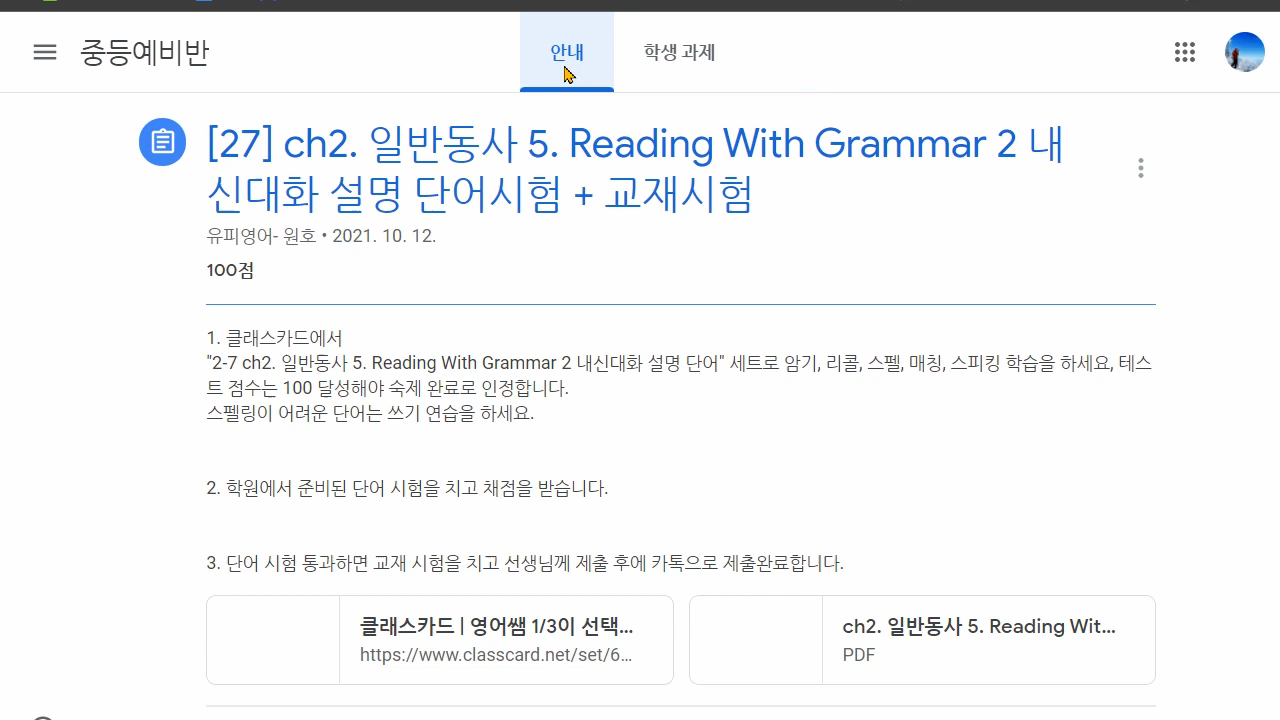 중등예비반
안내
학생 과제
[27] ch2. 일반동사 5. Reading With Grammar 2 내
신대화 설명 단어시험 + 교재시험
유피영어- 원호 • 2021. 10. 12.
100점
1. 클래스카드에서
"2-7 ch2. 일반동사 5. Reading With Grammar 2 내신대화 설명 단어" 세트로 암기, 리콜, 스펠, 매칭, 스피킹 학습을 하세요, 테스
트 점수는 100 달성해야 숙제 완료로 인정합니다.
스펠링이 어려운 단어는 쓰기 연습을 하세요.
2. 학원에서 준비된 단어 시험을 치고 채점을 받습니다.
3. 단어 시험 통과하면 교재 시험을 치고 선생님께 제출 후에 카톡으로 제출완료합니다.
클래스카드 | 영어쌤 1/3이 선택...
https://www.classcard.net/set/6...
ch2. 일반동사 5. Reading Wit...
PDF